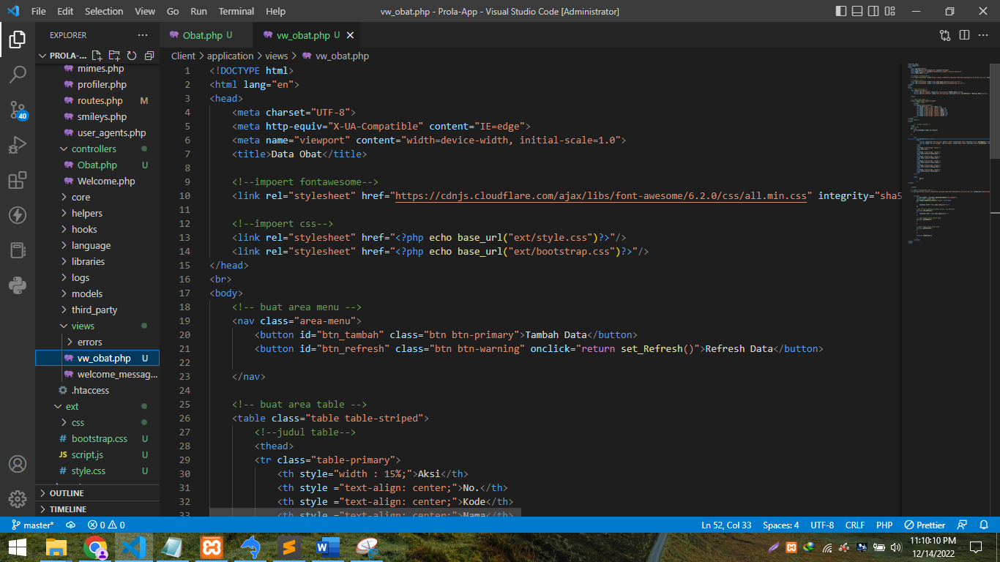 File Edit Selection View Go Run Terminal Help vw_obat.php - Prola-App - Visual Studio Code [Administrator]
EXPLORER ···
Obat.php U vw_obat.php U
PROLA-...
Client > application > views > vw_obat.php
mimes.php
profiler.php
routes.php M
smileys.php
user_agents.php
controllers
Obat.php U
Welcome.php
core
helpers
hooks
language
libraries
logs
models
third_party
views
errors
vw_obat.php U
welcome_messag...
.htaccess
ext
css
# bootstrap.css U
JS script.js U
# style.css U
OUTLINE
TIMELINE
40
1 <!DOCTYPE html>
2 <html lang="en">
3 <head>
4 <meta charset="UTF-8">
5 <meta http-equiv="X-UA-Compatible" content="IE=edge">
6 <meta name="viewport" content="width=device-width, initial-scale=1.0">
7 <title>Data Obat</title>
8
9 <!--impoert fontawesome-->
10 <link rel="stylesheet" href="https://cdnjs.cloudflare.com/ajax/libs/font-awesome/6.2.0/css/all.min.css" integrity="sha5
11
12 <!--impoert css-->
13 <link rel="stylesheet" href="<?php echo base_url("ext/style.css")?>"/>
14 <link rel="stylesheet" href="<?php echo base_url("ext/bootstrap.css")?>"/>
15 </head>
16 <br>
17 <body>
18 <!-- buat area menu -->
19 <nav class="area-menu">
20 <button id="btn_tambah" class="btn btn-primary">Tambah Data</button>
21 <button id="btn_refresh" class="btn btn-warning" onclick="return set_Refresh()">Refresh Data</button>
22
23 </nav>
24
25 <!-- buat area table -->
26 <table class="table table-striped">
27 <!--judul table-->
28 <thead>
29 <tr class="table-primary">
30 <th style="width : 15%;">Aksi</th>
31 <th style ="text-align: center;">No.</th>
32 <th style ="text-align: center;">Kode</th>
33 <th style ="text-align: center;">Nama</th>
master* 0 0 Ln 52, Col 33 Spaces: 4 UTF-8 CRLF PHP Prettier
11:10:10 PM
12/14/2022